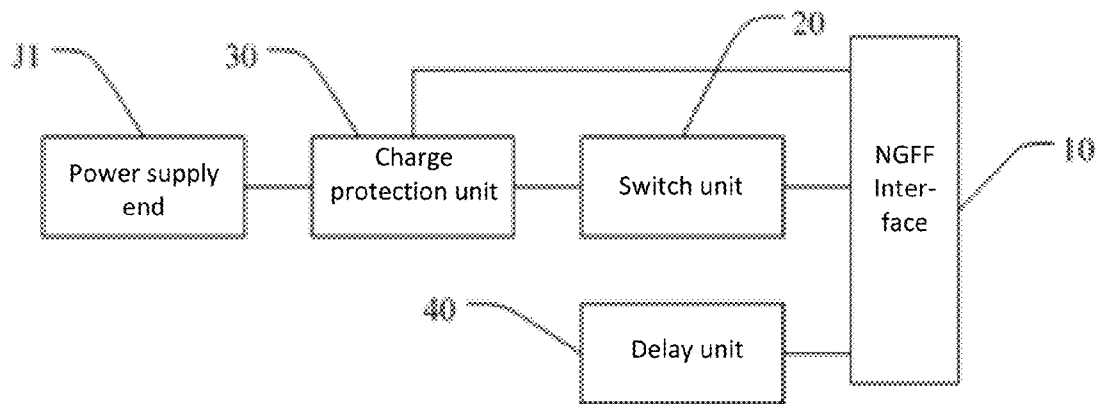 J1
30
20
Power supply
end
Charge
protection unit
Switch unit
NGFF
Inter-
face
10
40
Delay unit